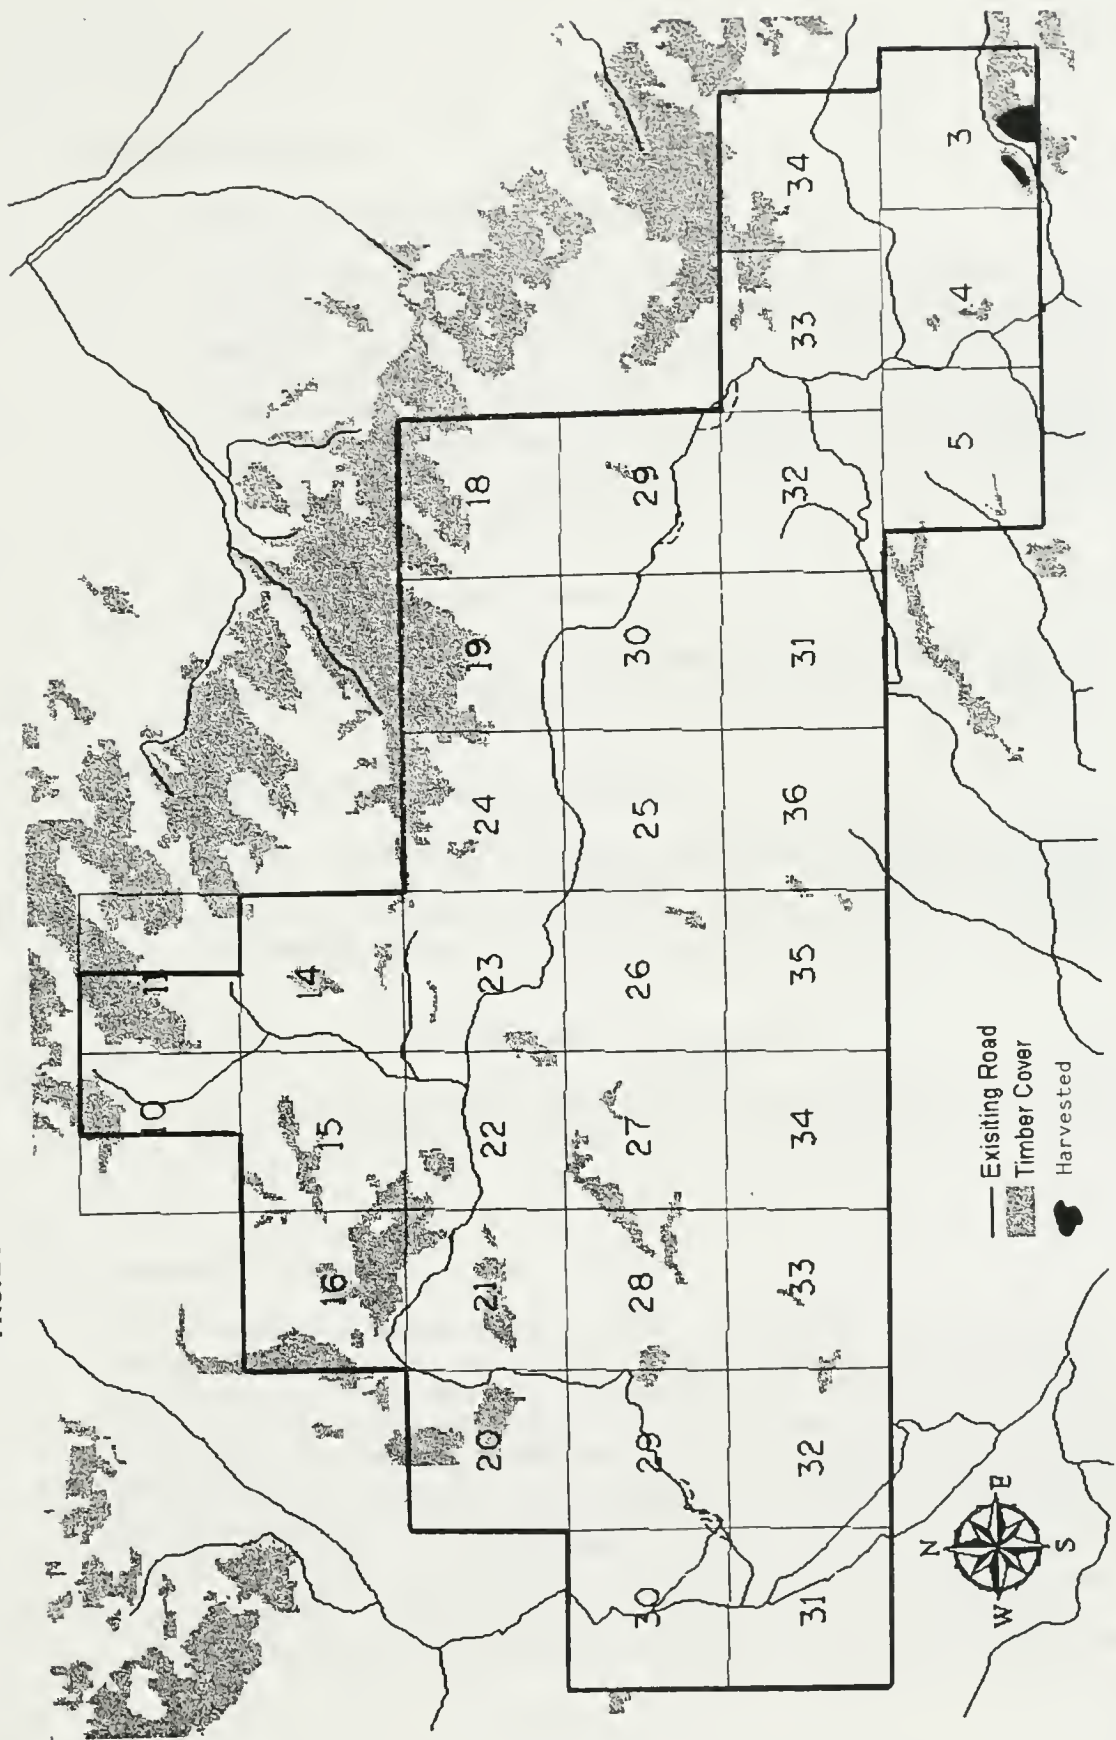 10 11
16 15 14
20 21 22 23 24 19 18
30 29 28 27 26 25 30 29
31 32 33 34 35 36 31 32 33 34
5 4 3
N
W E
S
Exisiting Road
Timber Cover
Harvested